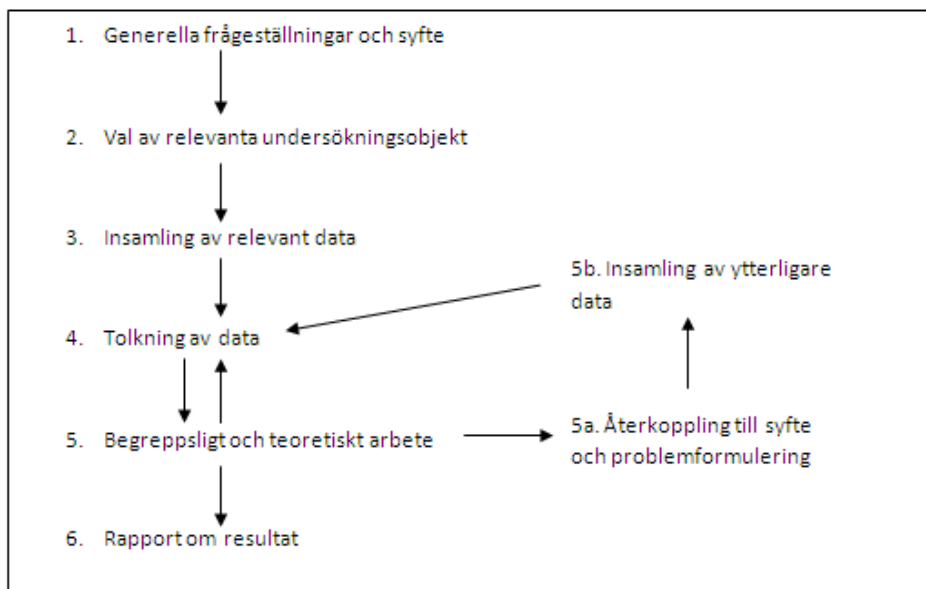 1. Generella frågeställningar och syfte
2. Val av relevanta undersökningsobjekt
3. Insamling av relevant data
5b. Insamling av ytterligare
data
4. Tolkning av data
5. Begreppsligt och teoretiskt arbete
5a. Återkoppling till syfte
och problemformulering
6. Rapport om resultat